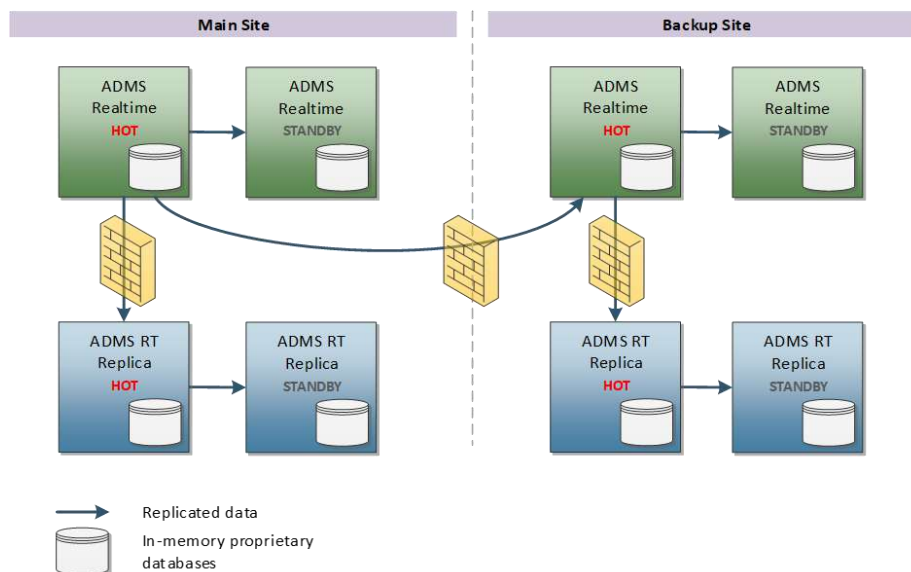 Main Site
Backup Site
ADMS
Realtime
HOT
ADMS
Realtime
STANDBY
ADMS
Realtime
HOT
ADMS
Realtime
STANDBY
ADMS RT
Replica
HOT
ADMS RT
Replica
STANDBY
ADMS RT
Replica
HOT
ADMS RT
Replica
STANDBY
Replicated data
In-memory proprietary
databases